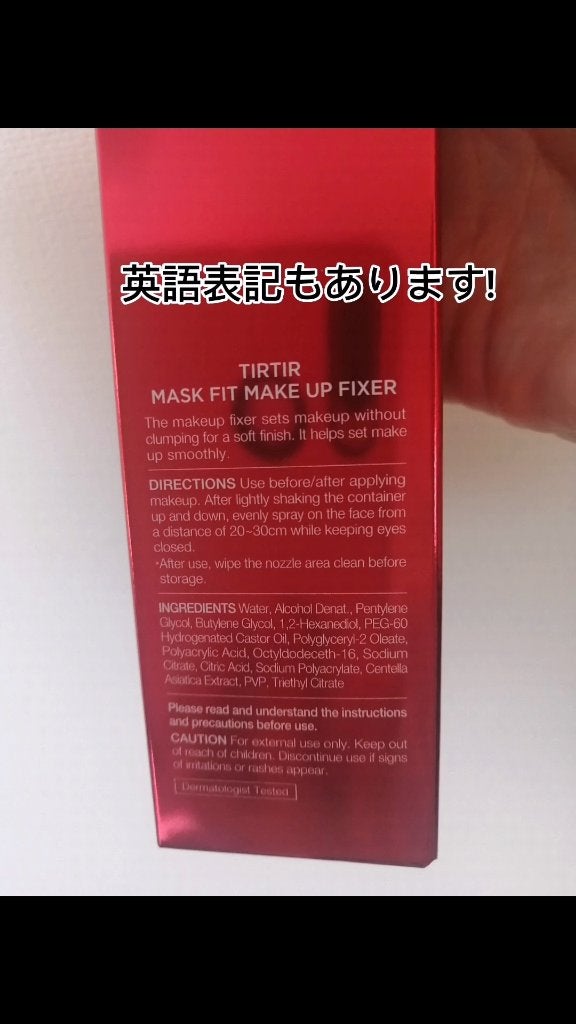 英語表記もあります!
TIRTIR
MASK FIT MAKE UP FIXER
The makeup fixer sets makeup without
clumping for a soft finish. It helps set make
up smoothly.
DIRECTIONS Use before/after applying
makeup. After lightly shaking the container
up and down, evenly spray on the face from
a distance of 20~30cm while keeping eyes
closed.
*After use, wipe the nozzle area clean before
storage.
INGREDIENTS Water, Alcohol Denat., Pentylene
Glycol, Butylene Glycol, 1,2-Hexanediol, PEG-60
Hydrogenated Castor Oil, Polyglyceryl-2 Oleate,
Polyacrylic Acid, Octyldodeceth-16, Sodium
Citrate, Citric Acid, Sodium Polyacrylate, Centella
Asiatica Extract, PVP, Triethyl Citrate
Please read and understand the instructions
and precautions before use.
CAUTION For external use only. Keep out
of reach of children. Discontinue use if signs
of irritations or rashes appear.
Dermatologist Tested